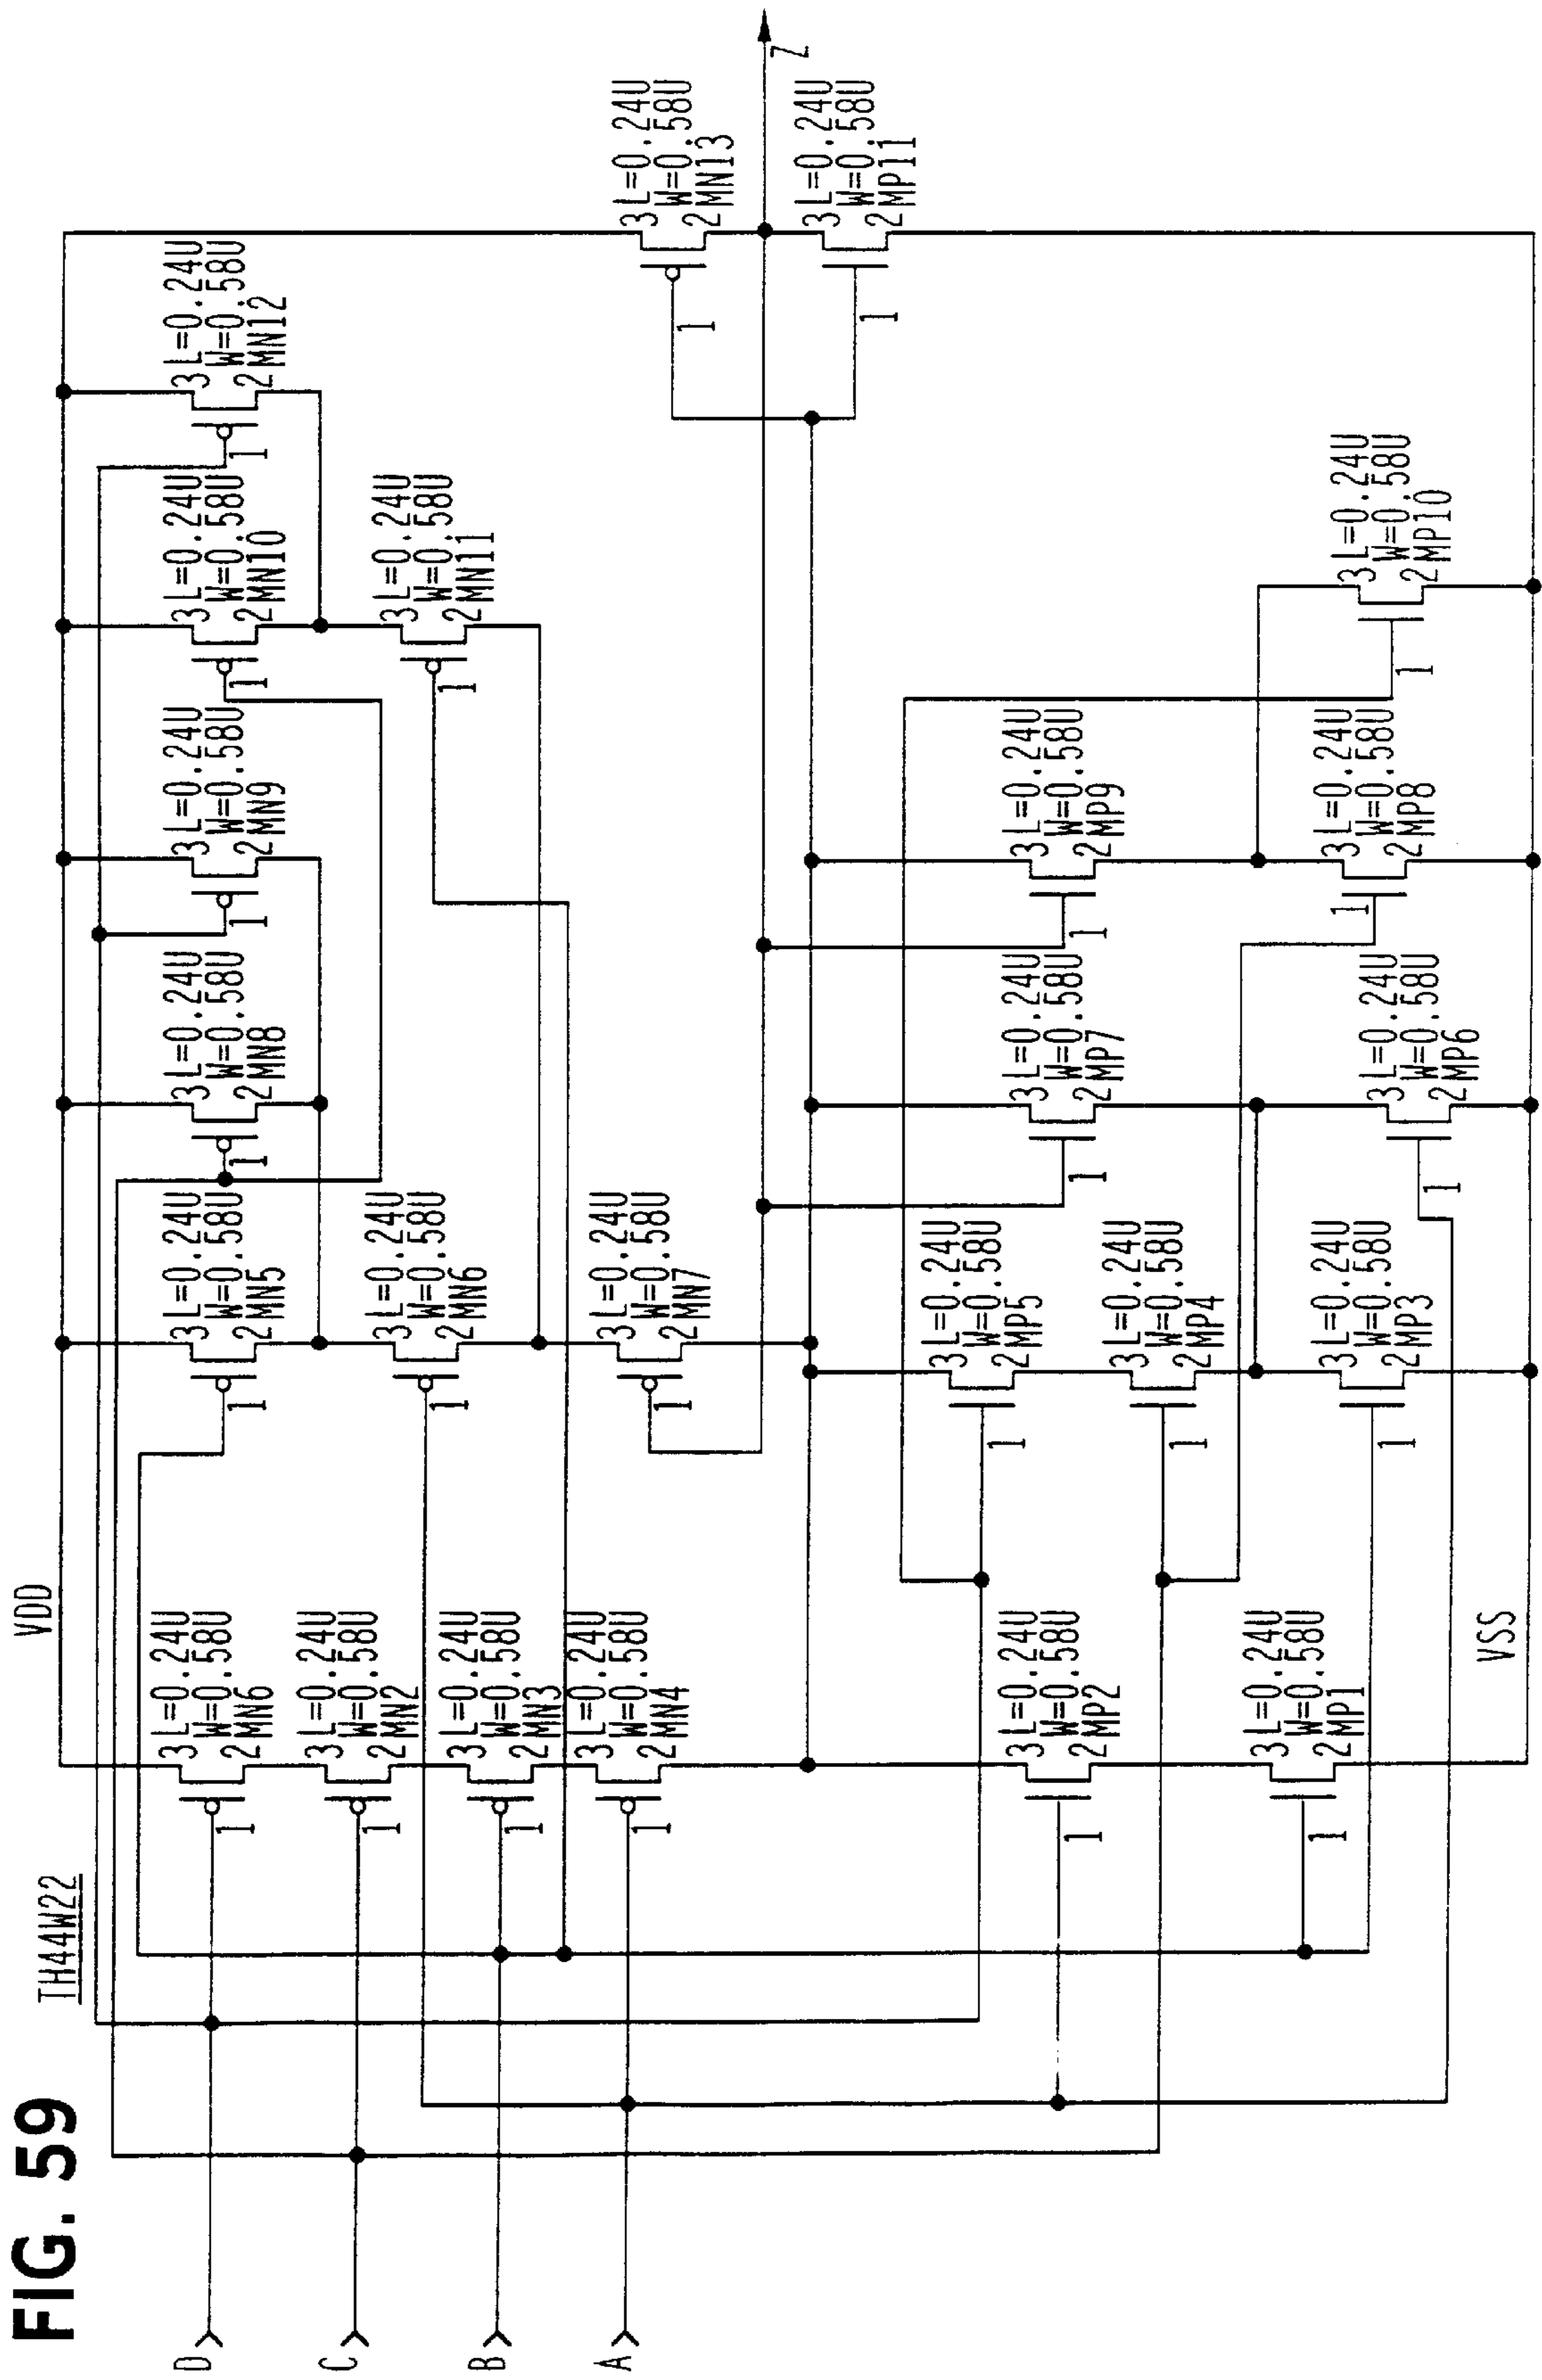 FIG. 59
TH44W22
VDD
D
C
B
A
1
3
2
L=0.24U
W=0.58U
MN6
1
3
2
L=0.24U
W=0.58U
MN2
1
3
2
L=0.24U
W=0.58U
MN3
1
3
2
L=0.24U
W=0.58U
MN4
1
3
2
L=0.24U
W=0.58U
MP2
1
3
2
L=0.24U
W=0.58U
MP1
VSS
1
3
2
L=0.24U
W=0.58U
MN5
1
3
2
L=0.24U
W=0.58U
MN6
1
3
2
L=0.24U
W=0.58U
MN7
1
3
2
L=0.24U
W=0.58U
MP5
1
3
2
L=0.24U
W=0.58U
MP4
1
3
2
L=0.24U
W=0.58U
MP3
1
3
2
L=0.24U
W=0.58U
MN8
1
3
2
L=0.24U
W=0.58U
MP7
1
3
2
L=0.24U
W=0.58U
MP6
1
3
2
L=0.24U
W=0.58U
MN9
1
3
2
L=0.24U
W=0.58U
MP9
1
3
2
L=0.24U
W=0.58U
MP8
1
3
2
L=0.24U
W=0.58U
MN10
1
3
2
L=0.24U
W=0.58U
MN11
1
3
2
L=0.24U
W=0.58U
MP10
1
3
2
L=0.24U
W=0.58U
MN12
1
3
2
L=0.24U
W=0.58U
MN13
1
3
2
L=0.24U
W=0.58U
MP11
Z